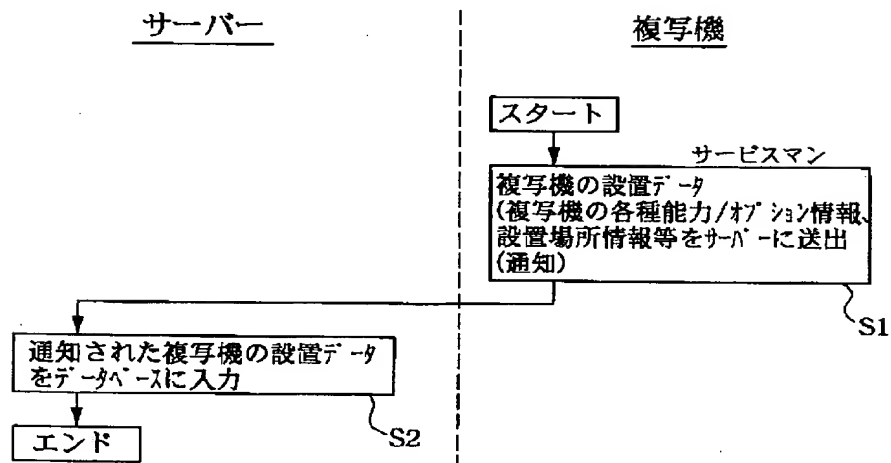 サーバー
複写機
スタート
サービスマン
複写機の設置データ
(複写機の各種能力/オプション情報、
設置場所情報等をサーバーに送出
(通知)
S1
通知された複写機の設置データ
をデータベースに入力
S2
エンド